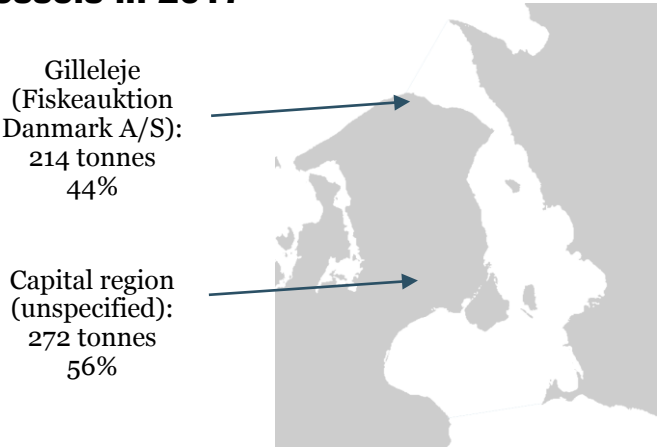 Gilleleje
(Fiskeauktion
Danmark A/S):
214 tonnes
44%
Capital region
(unspecified):
272 tonnes
56%